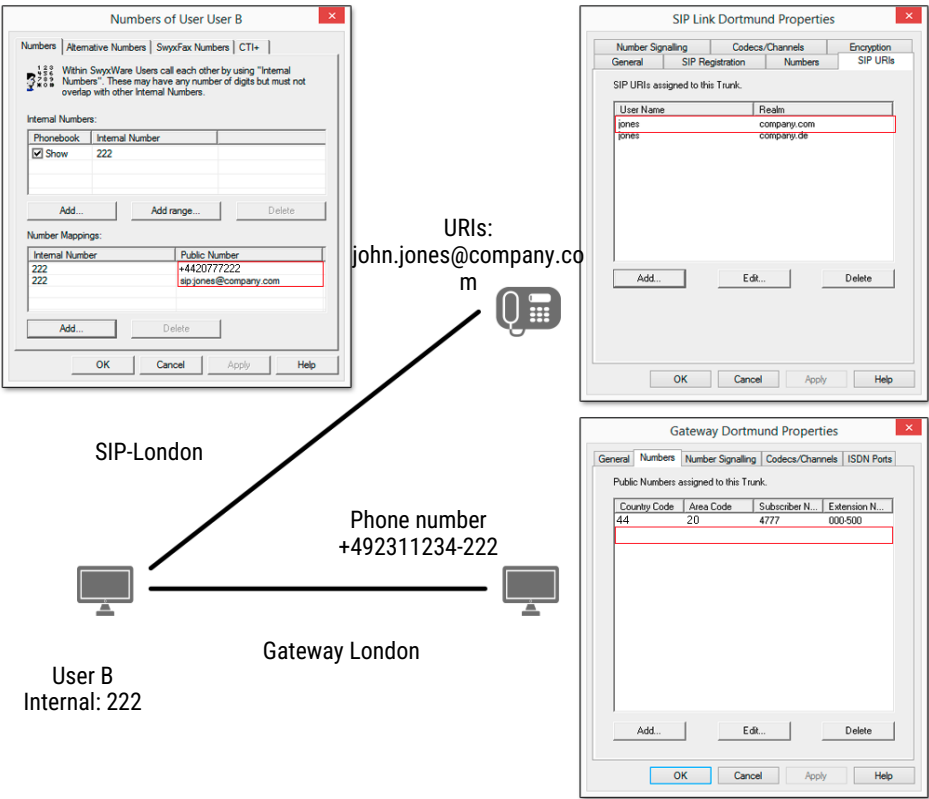 Numbers of User User B
Numbers Alternative Numbers SwyxFax Numbers CTI+
Within SwyxWare Users call each other by using "Internal
Numbers". These may have any number of digits but must not
overlap with other Internal Numbers.
Internal Numbers:
Phonebook Internal Number
Show 222
Add... Add range... Delete
Number Mappings:
Internal Number Public Number
222 +4420777222
222 sip:jones@company.com
Add... Delete
OK Cancel Apply Help
SIP Link Dortmund Properties
Number Signalling Codecs/Channels Encryption
General SIP Registration Numbers SIP URIs
SIP URIs assigned to this Trunk.
User Name Realm
jones company.com
jones company.de
Add... Edit... Delete
OK Cancel Apply Help
URIs:
john.jones@company.co
m
SIP-London
Phone number
+492311234-222
Gateway London
User B
Internal: 222
Gateway Dortmund Properties
General Numbers Number Signalling Codecs/Channels ISDN Ports
Public Numbers assigned to this Trunk.
Country Code Area Code Subscriber N... Extension N...
44 20 4777 000-500
Add... Edit... Delete
OK Cancel Apply Help